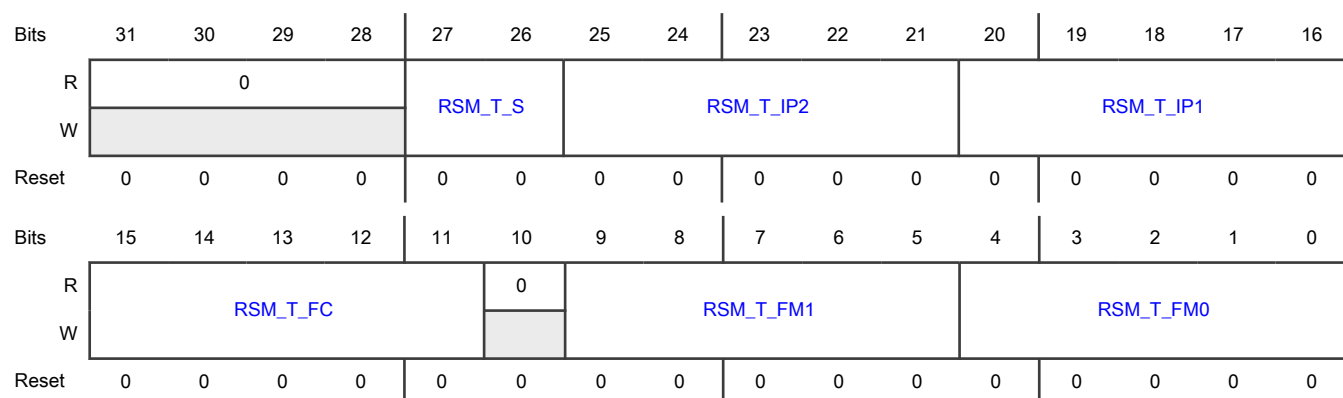 Bits 31 30 29 28 27 26 25 24 23 22 21 20 19 18 17 16
R 0 RSM_T_S RSM_T_IP2 RSM_T_IP1
W
Reset 0 0 0 0 0 0 0 0 0 0 0 0 0 0 0 0
Bits 15 14 13 12 11 10 9 8 7 6 5 4 3 2 1 0
R RSM_T_FC 0 RSM_T_FM1 RSM_T_FM0
W
Reset 0 0 0 0 0 0 0 0 0 0 0 0 0 0 0 0